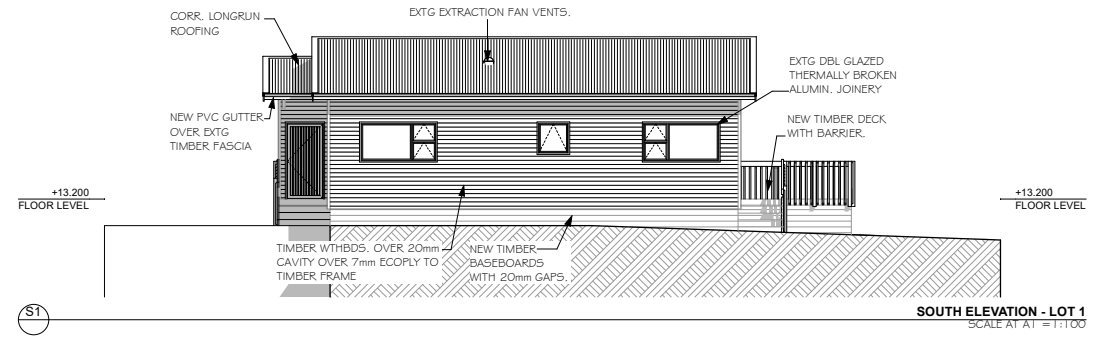 CORR. LONGRUN
ROOFING
EXTG EXTRACTION FAN VENTS.
EXTG DBL GLAZED
THERMALLY BROKEN
ALUMIN. JOINERY
NEW PVC GUTTER
OVER EXTG
TIMBER FASCIA
NEW TIMBER DECK
WITH BARRIER.
+13.200
FLOOR LEVEL
+13.200
FLOOR LEVEL
TIMBER WTHBDS. OVER 20mm
CAVITY OVER 7mm ECOPLY TO
TIMBER FRAME
NEW TIMBER
BASEBOARDS
WITH 20mm GAPS.
S1
SOUTH ELEVATION - LOT 1
SCALE AT A1 = 1:100